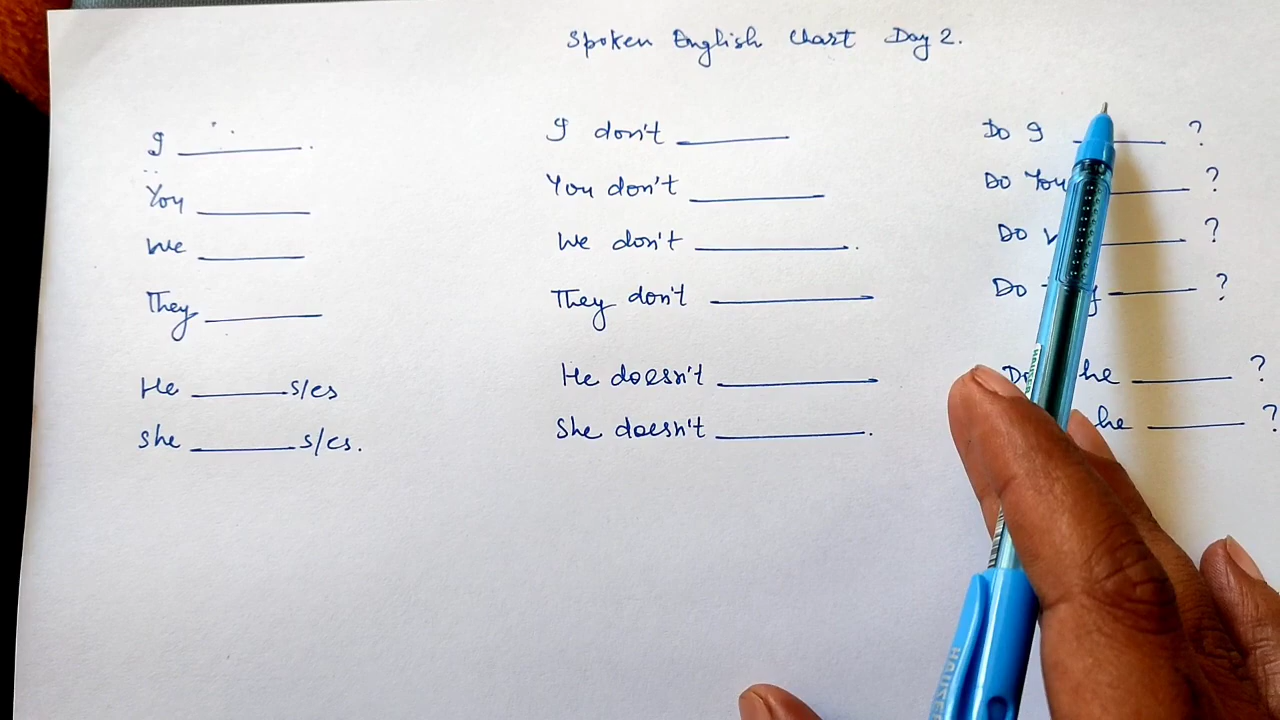 Spoken English Chart Day 2.
I ______.   I don't ______   Do I ______ ?
You ______   You don't ______   Do You ______ ?
We ______   We don't ______.   Do ______ ?
They ______   They don't ______   Do ______ ?
He ______s/es   He doesn't ______   he ______ ?
She ______s/es.   She doesn't ______.   ______ ?